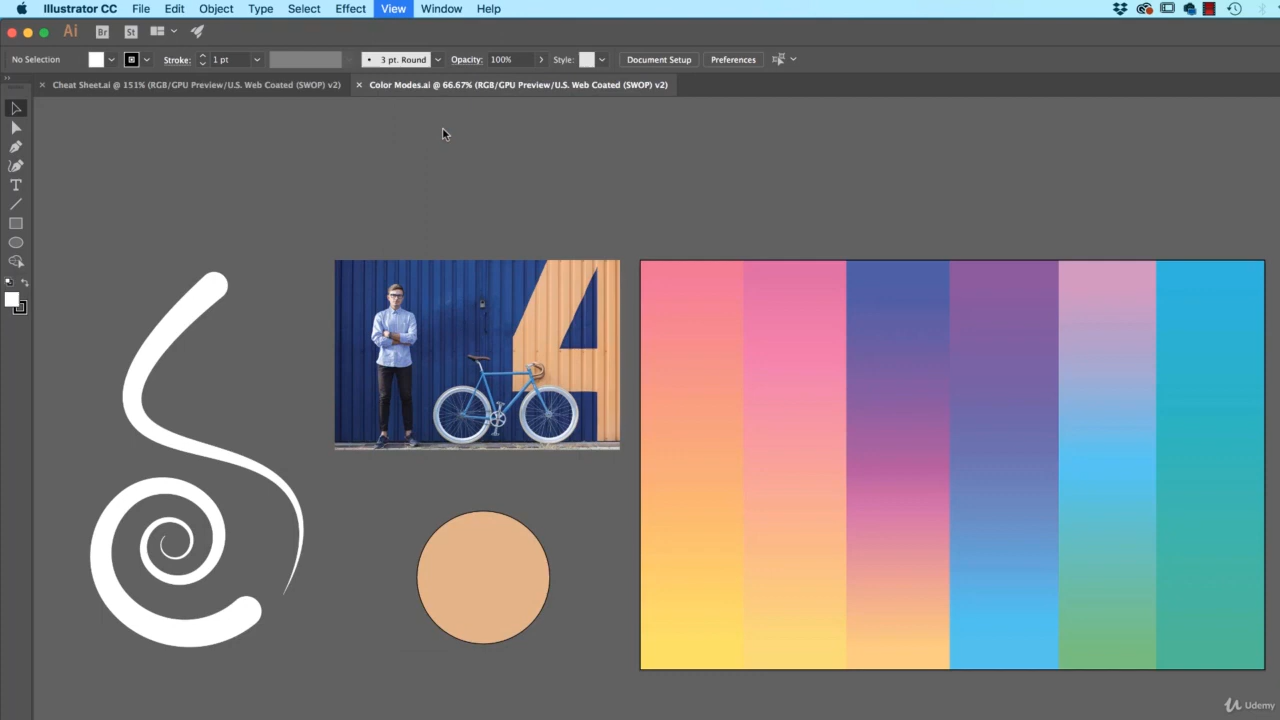 Illustrator CC File Edit Object Type Select Effect View Window Help
Ai Br St
No Selection Stroke: 1 pt 3 pt. Round Opacity: 100% Style: Document Setup Preferences
Cheat Sheet.ai @ 151% (RGB/GPU Preview/U.S. Web Coated (SWOP) v2) Color Modes.ai @ 66.67% (RGB/GPU Preview/U.S. Web Coated (SWOP) v2)
A
Udemy